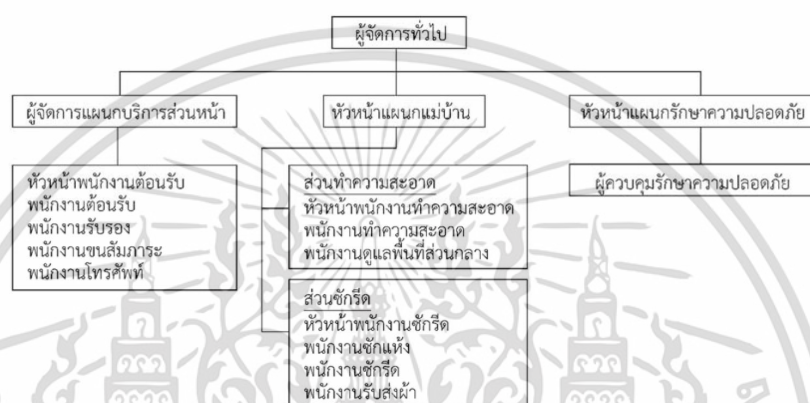 ผู้จัดการทั่วไป
ผู้จัดการแผนกบริการส่วนหน้า
หัวหน้าแผนกแม่บ้าน
หัวหน้าแผนกรักษาความปลอดภัย
หัวหน้าพนักงานต้อนรับ
พนักงานต้อนรับ
พนักงานรับรอง
พนักงานขนสัมภาระ
พนักงานโทรศัพท์
ส่วนทำความสะอาด
หัวหน้าพนักงานทำความสะอาด
พนักงานทำความสะอาด
พนักงานดูแลพื้นที่ส่วนกลาง
ผู้ควบคุมรักษาความปลอดภัย
ส่วนซักรีด
หัวหน้าพนักงานซักรีด
พนักงานซักแห้ง
พนักงานซักรีด
พนักงานรับส่งผ้า